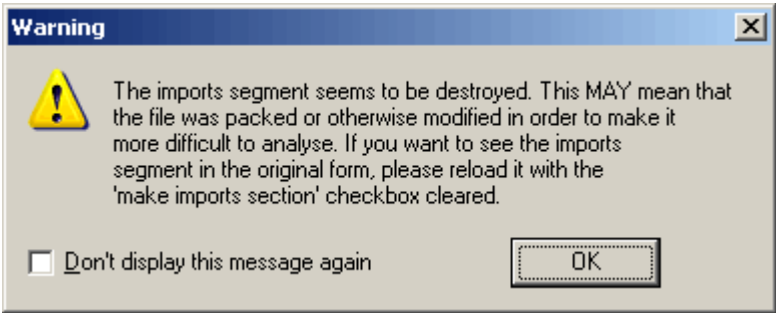 Warning
The imports segment seems to be destroyed. This MAY mean that
the file was packed or otherwise modified in order to make it
more difficult to analyse. If you want to see the imports
segment in the original form, please reload it with the
'make imports section' checkbox cleared.
Don't display this message again
OK